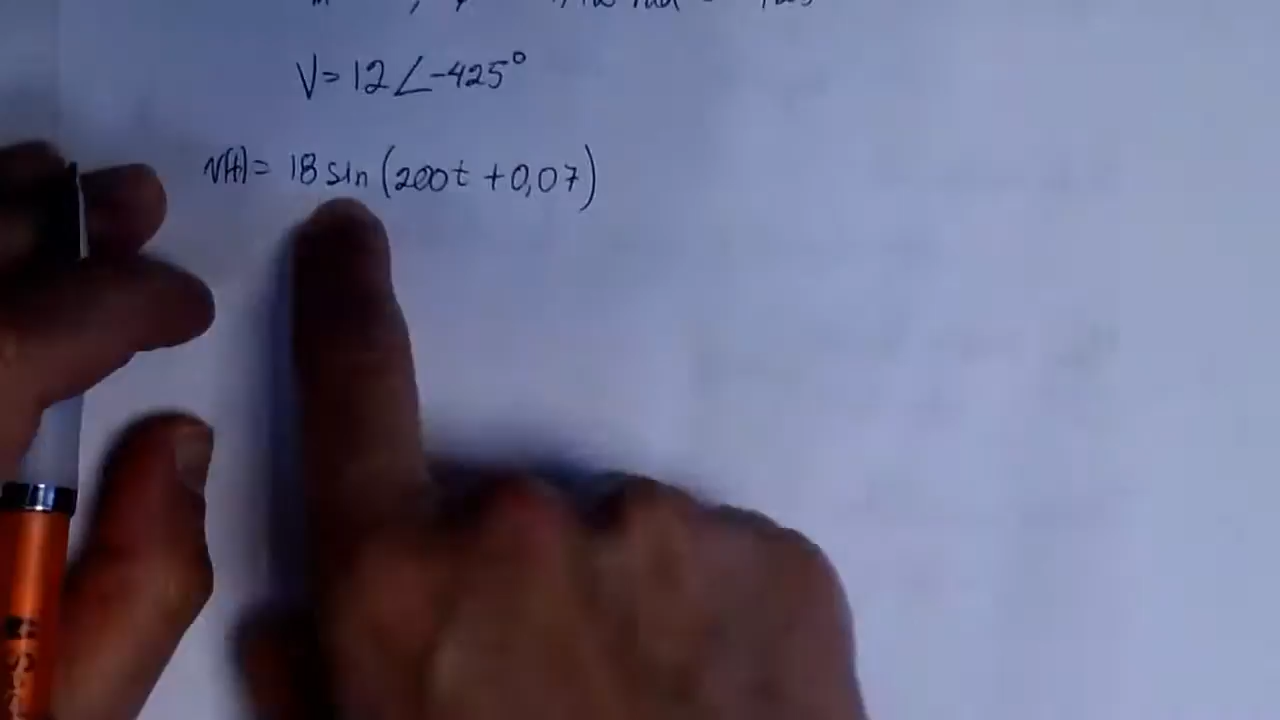 V=12∠-425°
v(t)= 18 sin (200t +0,07)